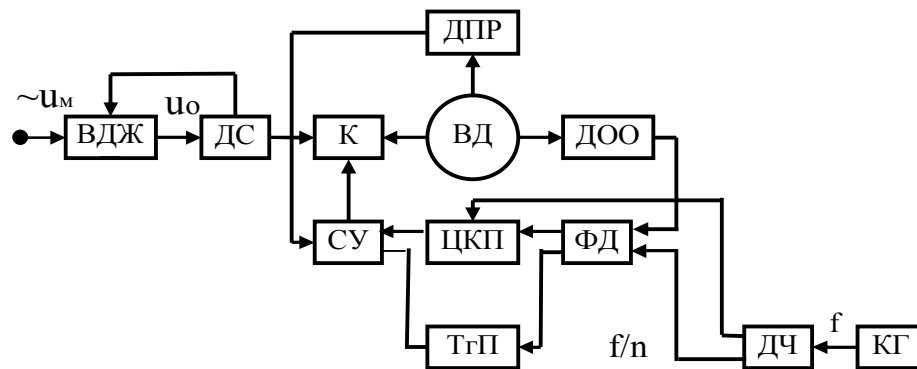 ДПР
~uм
uo
ВДЖ
ДС
К
ВД
ДОО
СУ
ЦКП
ФД
ТгП
f/n
ДЧ
f
КГ